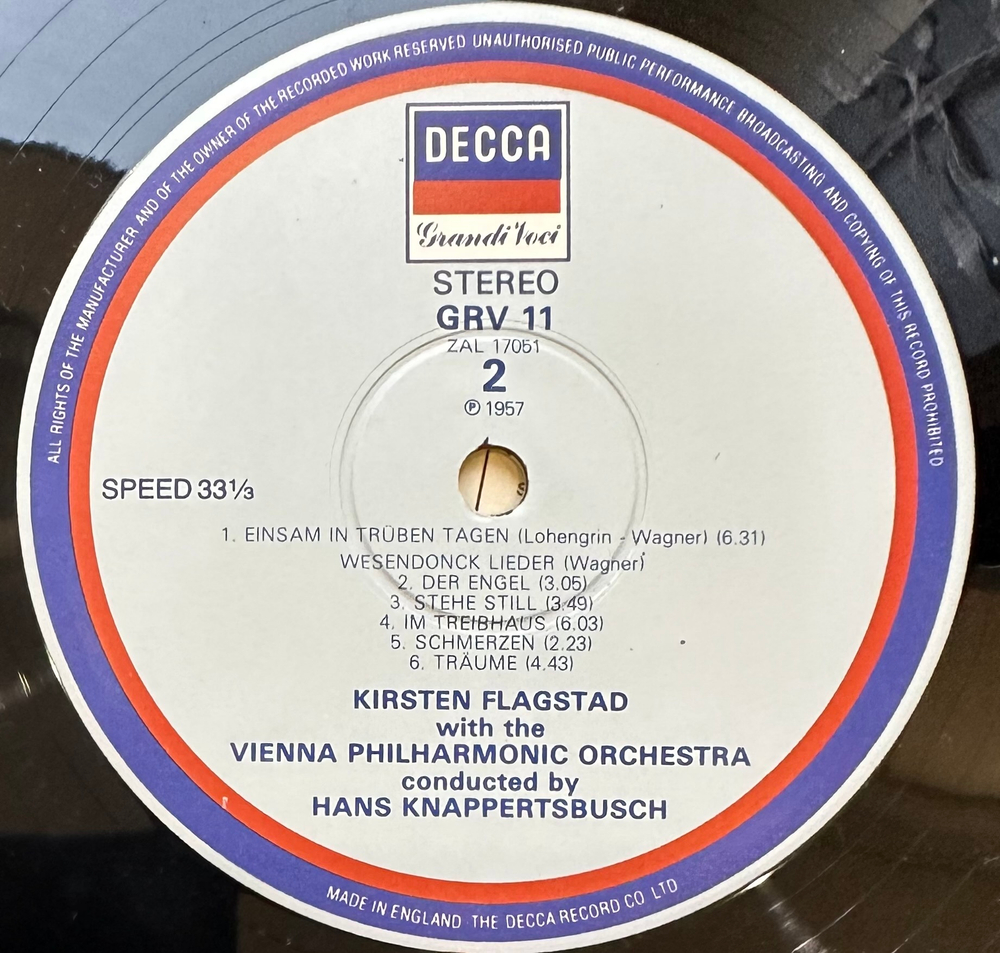 ALL RIGHTS OF THE MANUFACTURER AND OF THE OWNER OF THE RECORDED WORK RESERVED UNAUTHORISED PUBLIC PERFORMANCE BROADCASTING AND COPYING OF THIS RECORD PROHIBITED
DECCA
Grandi Voci
STEREO
GRV 11
ZAL 17051
2
℗ 1957
SPEED 33⅓
1. EINSAM IN TRÜBEN TAGEN (Lohengrin - Wagner) (6.31)
WESENDONCK LIEDER (Wagner)
2. DER ENGEL (3.05)
3. STEHE STILL (3.49)
4. IM TREIBHAUS (6.03)
5. SCHMERZEN (2.23)
6. TRÄUME (4.43)
KIRSTEN FLAGSTAD
with the
VIENNA PHILHARMONIC ORCHESTRA
conducted by
HANS KNAPPERTSBUSCH
MADE IN ENGLAND THE DECCA RECORD CO LTD